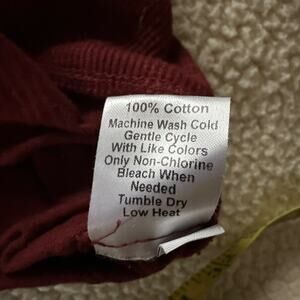 100% Cotton
Machine Wash Cold
Gentle Cycle
With Like Colors
Only Non-Chlorine
Bleach When
Needed
Tumble Dry
Low Heat